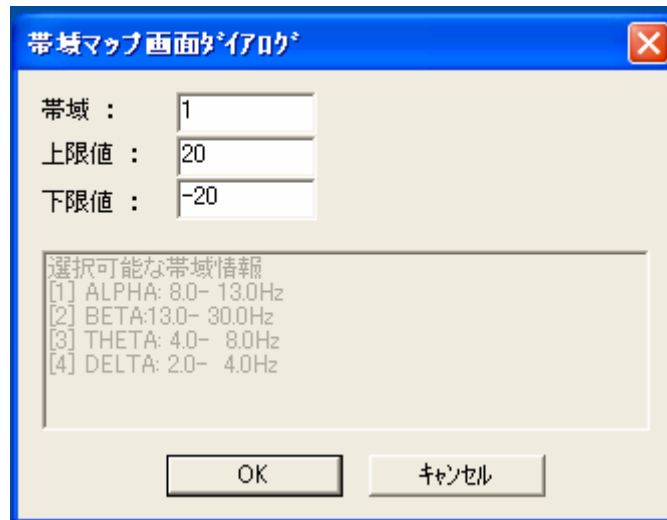 帯域マップ画面ﾀﾞｲｱﾛｸﾞ
帯域 ： 1
上限値 ： 20
下限値 ： -20
選択可能な帯域情報
[1] ALPHA: 8.0- 13.0Hz
[2] BETA:13.0- 30.0Hz
[3] THETA: 4.0- 8.0Hz
[4] DELTA: 2.0- 4.0Hz
OK ｷｬﾝｾﾙ